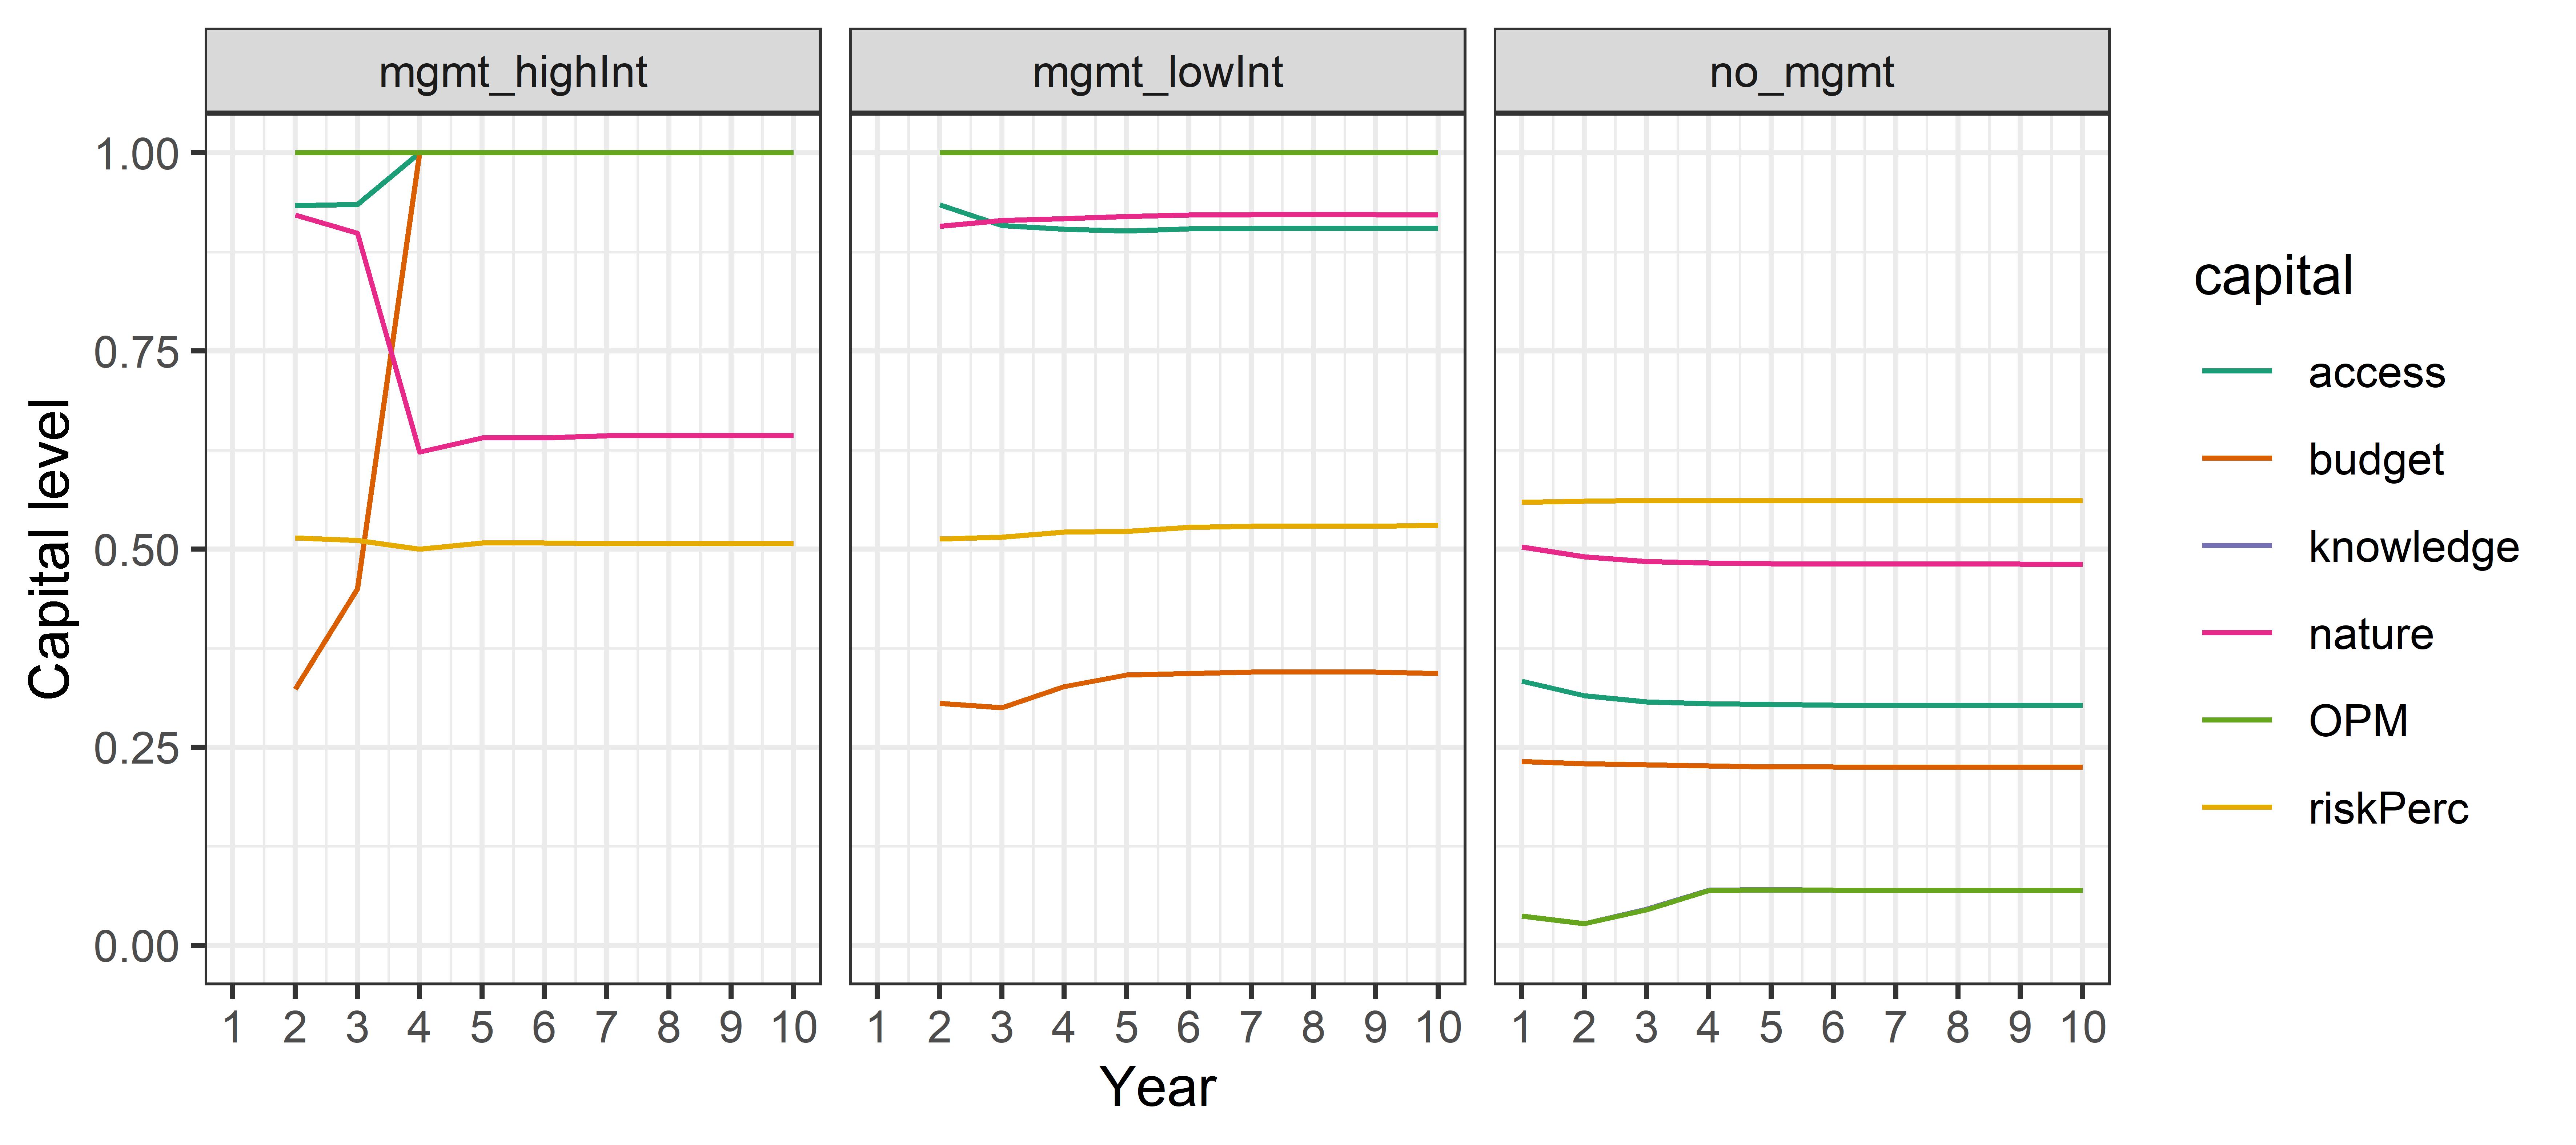 mgmt_highInt
mgmt_lowInt
no_mgmt
Capital level
1.00
0.75
0.50
0.25
0.00
1 2 3 4 5 6 7 8 9 10
1 2 3 4 5 6 7 8 9 10
1 2 3 4 5 6 7 8 9 10
Year
capital
access
budget
knowledge
nature
OPM
riskPerc